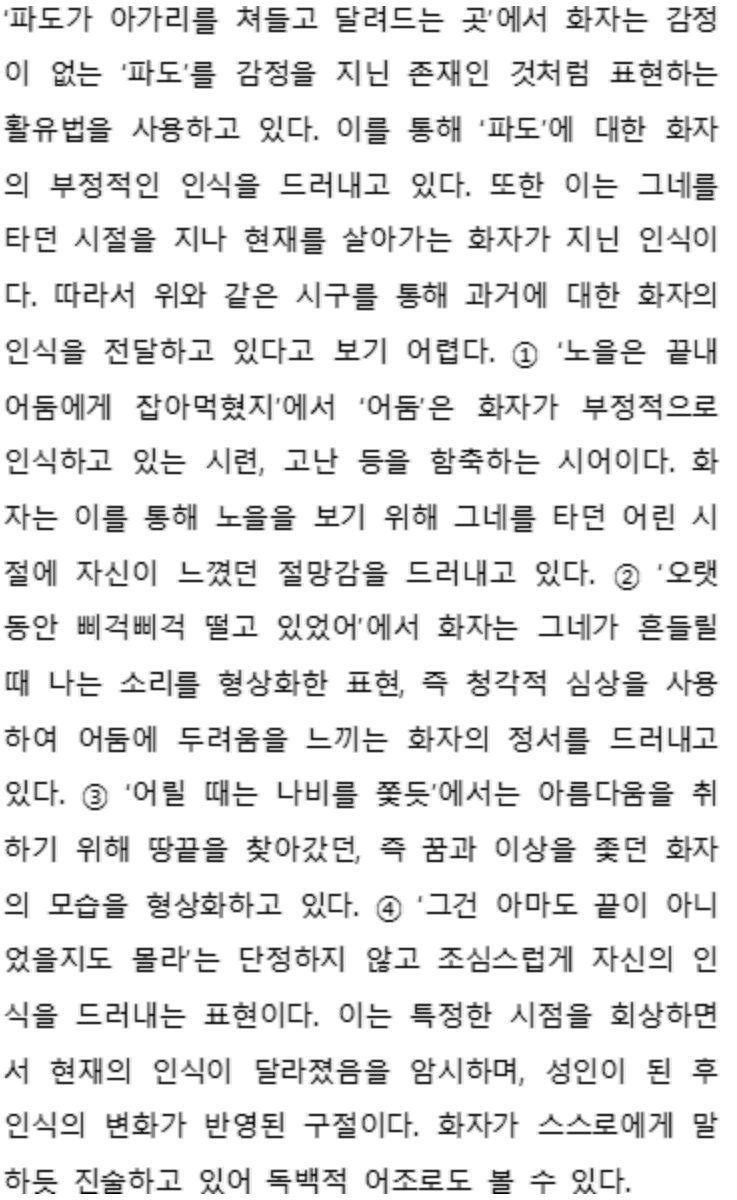 ‘파도가 아가리를 쳐들고 달려드는 곳’에서 화자는 감정
이 없는 ‘파도’를 감정을 지닌 존재인 것처럼 표현하는
활유법을 사용하고 있다. 이를 통해 ‘파도’에 대한 화자
의 부정적인 인식을 드러내고 있다. 또한 이는 그네를
타던 시절을 지나 현재를 살아가는 화자가 지닌 인식이
다. 따라서 위와 같은 시구를 통해 과거에 대한 화자의
인식을 전달하고 있다고 보기 어렵다. ① ‘노을은 끝내
어둠에게 잡아먹혔지’에서 ‘어둠’은 화자가 부정적으로
인식하고 있는 시련, 고난 등을 함축하는 시어이다. 화
자는 이를 통해 노을을 보기 위해 그네를 타던 어린 시
절에 자신이 느꼈던 절망감을 드러내고 있다. ② ‘오랫
동안 삐걱삐걱 떨고 있었어’에서 화자는 그네가 흔들릴
때 나는 소리를 형상화한 표현, 즉 청각적 심상을 사용
하여 어둠에 두려움을 느끼는 화자의 정서를 드러내고
있다. ③ ‘어릴 때는 나비를 쫓듯’에서는 아름다움을 취
하기 위해 땅끝을 찾아갔던, 즉 꿈과 이상을 좇던 화자
의 모습을 형상화하고 있다. ④ ‘그건 아마도 끝이 아니
었을지도 몰라’는 단정하지 않고 조심스럽게 자신의 인
식을 드러내는 표현이다. 이는 특정한 시점을 회상하면
서 현재의 인식이 달라졌음을 암시하며, 성인이 된 후
인식의 변화가 반영된 구절이다. 화자가 스스로에게 말
하듯 진술하고 있어 독백적 어조로도 볼 수 있다.